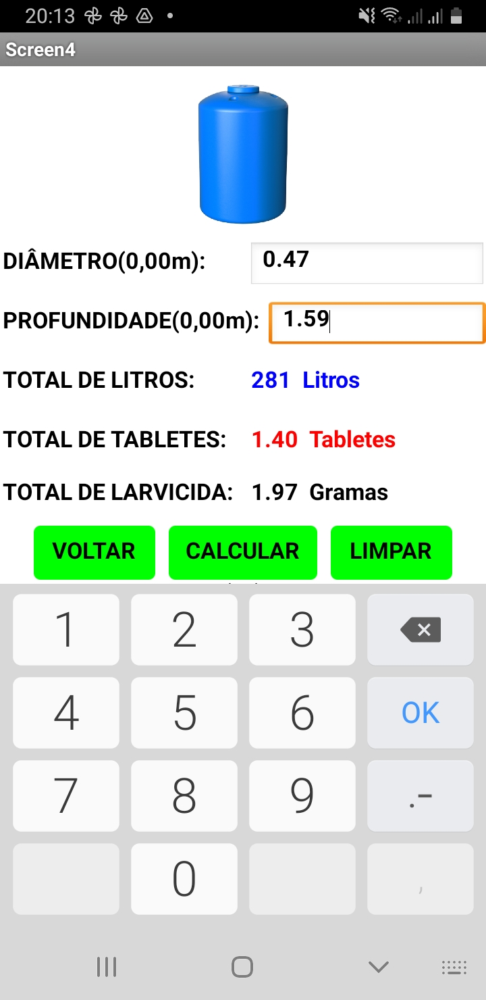 20:13
Screen4
DIÂMETRO(0,00m): 0.47
PROFUNDIDADE(0,00m): 1.59
TOTAL DE LITROS: 281 Litros
TOTAL DE TABLETES: 1.40 Tabletes
TOTAL DE LARVICIDA: 1.97 Gramas
VOLTAR CALCULAR LIMPAR
1 2 3
4 5 6 OK
7 8 9 .-
0 ,